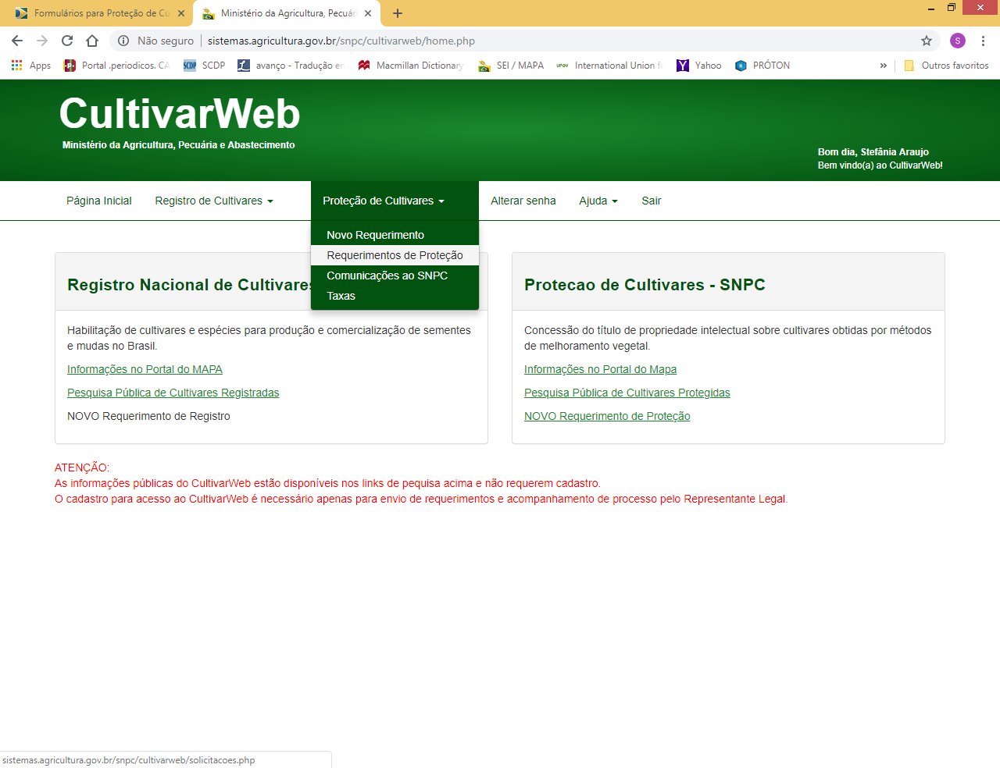 Formulários para Proteção de Cu
Ministério da Agricultura, Pecuári
Não seguro
sistemas.agricultura.gov.br/snpc/cultivarweb/home.php
S
Apps
Portal .periodicos. CA
SCDP
SCDP
avanço - Tradução en
Macmillan Dictionary
SEI / MAPA
UPOV
International Union f
Yahoo
PRÓTON
»
Outros favoritos
CultivarWeb
Ministério da Agricultura, Pecuária e Abastecimento
Bom dia, Stefânia Araujo
Bem vindo(a) ao CultivarWeb!
Página Inicial
Registro de Cultivares
Proteção de Cultivares
Alterar senha
Ajuda
Sair
Novo Requerimento
Requerimentos de Proteção
Comunicações ao SNPC
Taxas
Registro Nacional de Cultivares
Habilitação de cultivares e espécies para produção e comercialização de sementes
e mudas no Brasil.
Informações no Portal do MAPA
Pesquisa Pública de Cultivares Registradas
NOVO Requerimento de Registro
Protecao de Cultivares - SNPC
Concessão do título de propriedade intelectual sobre cultivares obtidas por métodos
de melhoramento vegetal.
Informações no Portal do Mapa
Pesquisa Pública de Cultivares Protegidas
NOVO Requerimento de Proteção
ATENÇÃO:
As informações públicas do CultivarWeb estão disponíveis nos links de pequisa acima e não requerem cadastro.
O cadastro para acesso ao CultivarWeb é necessário apenas para envio de requerimentos e acompanhamento de processo pelo Representante Legal.
sistemas.agricultura.gov.br/snpc/cultivarweb/solicitacoes.php